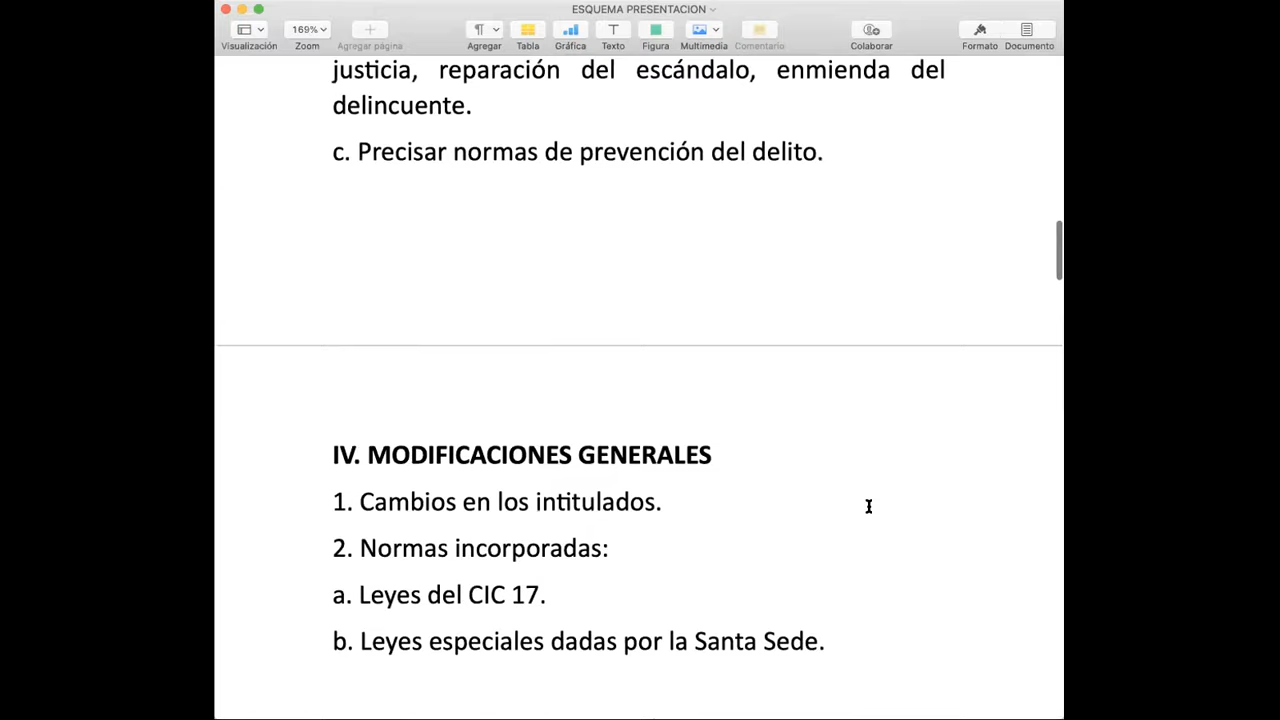 ESQUEMA PRESENTACION
169%
Visualización Zoom Agregar página Agregar Tabla Gráfica Texto Figura Multimedia Comentario Colaborar Formato Documento
justicia, reparación del escándalo, enmienda del
delincuente.
c. Precisar normas de prevención del delito.
IV. MODIFICACIONES GENERALES
1. Cambios en los intitulados.
2. Normas incorporadas:
a. Leyes del CIC 17.
b. Leyes especiales dadas por la Santa Sede.